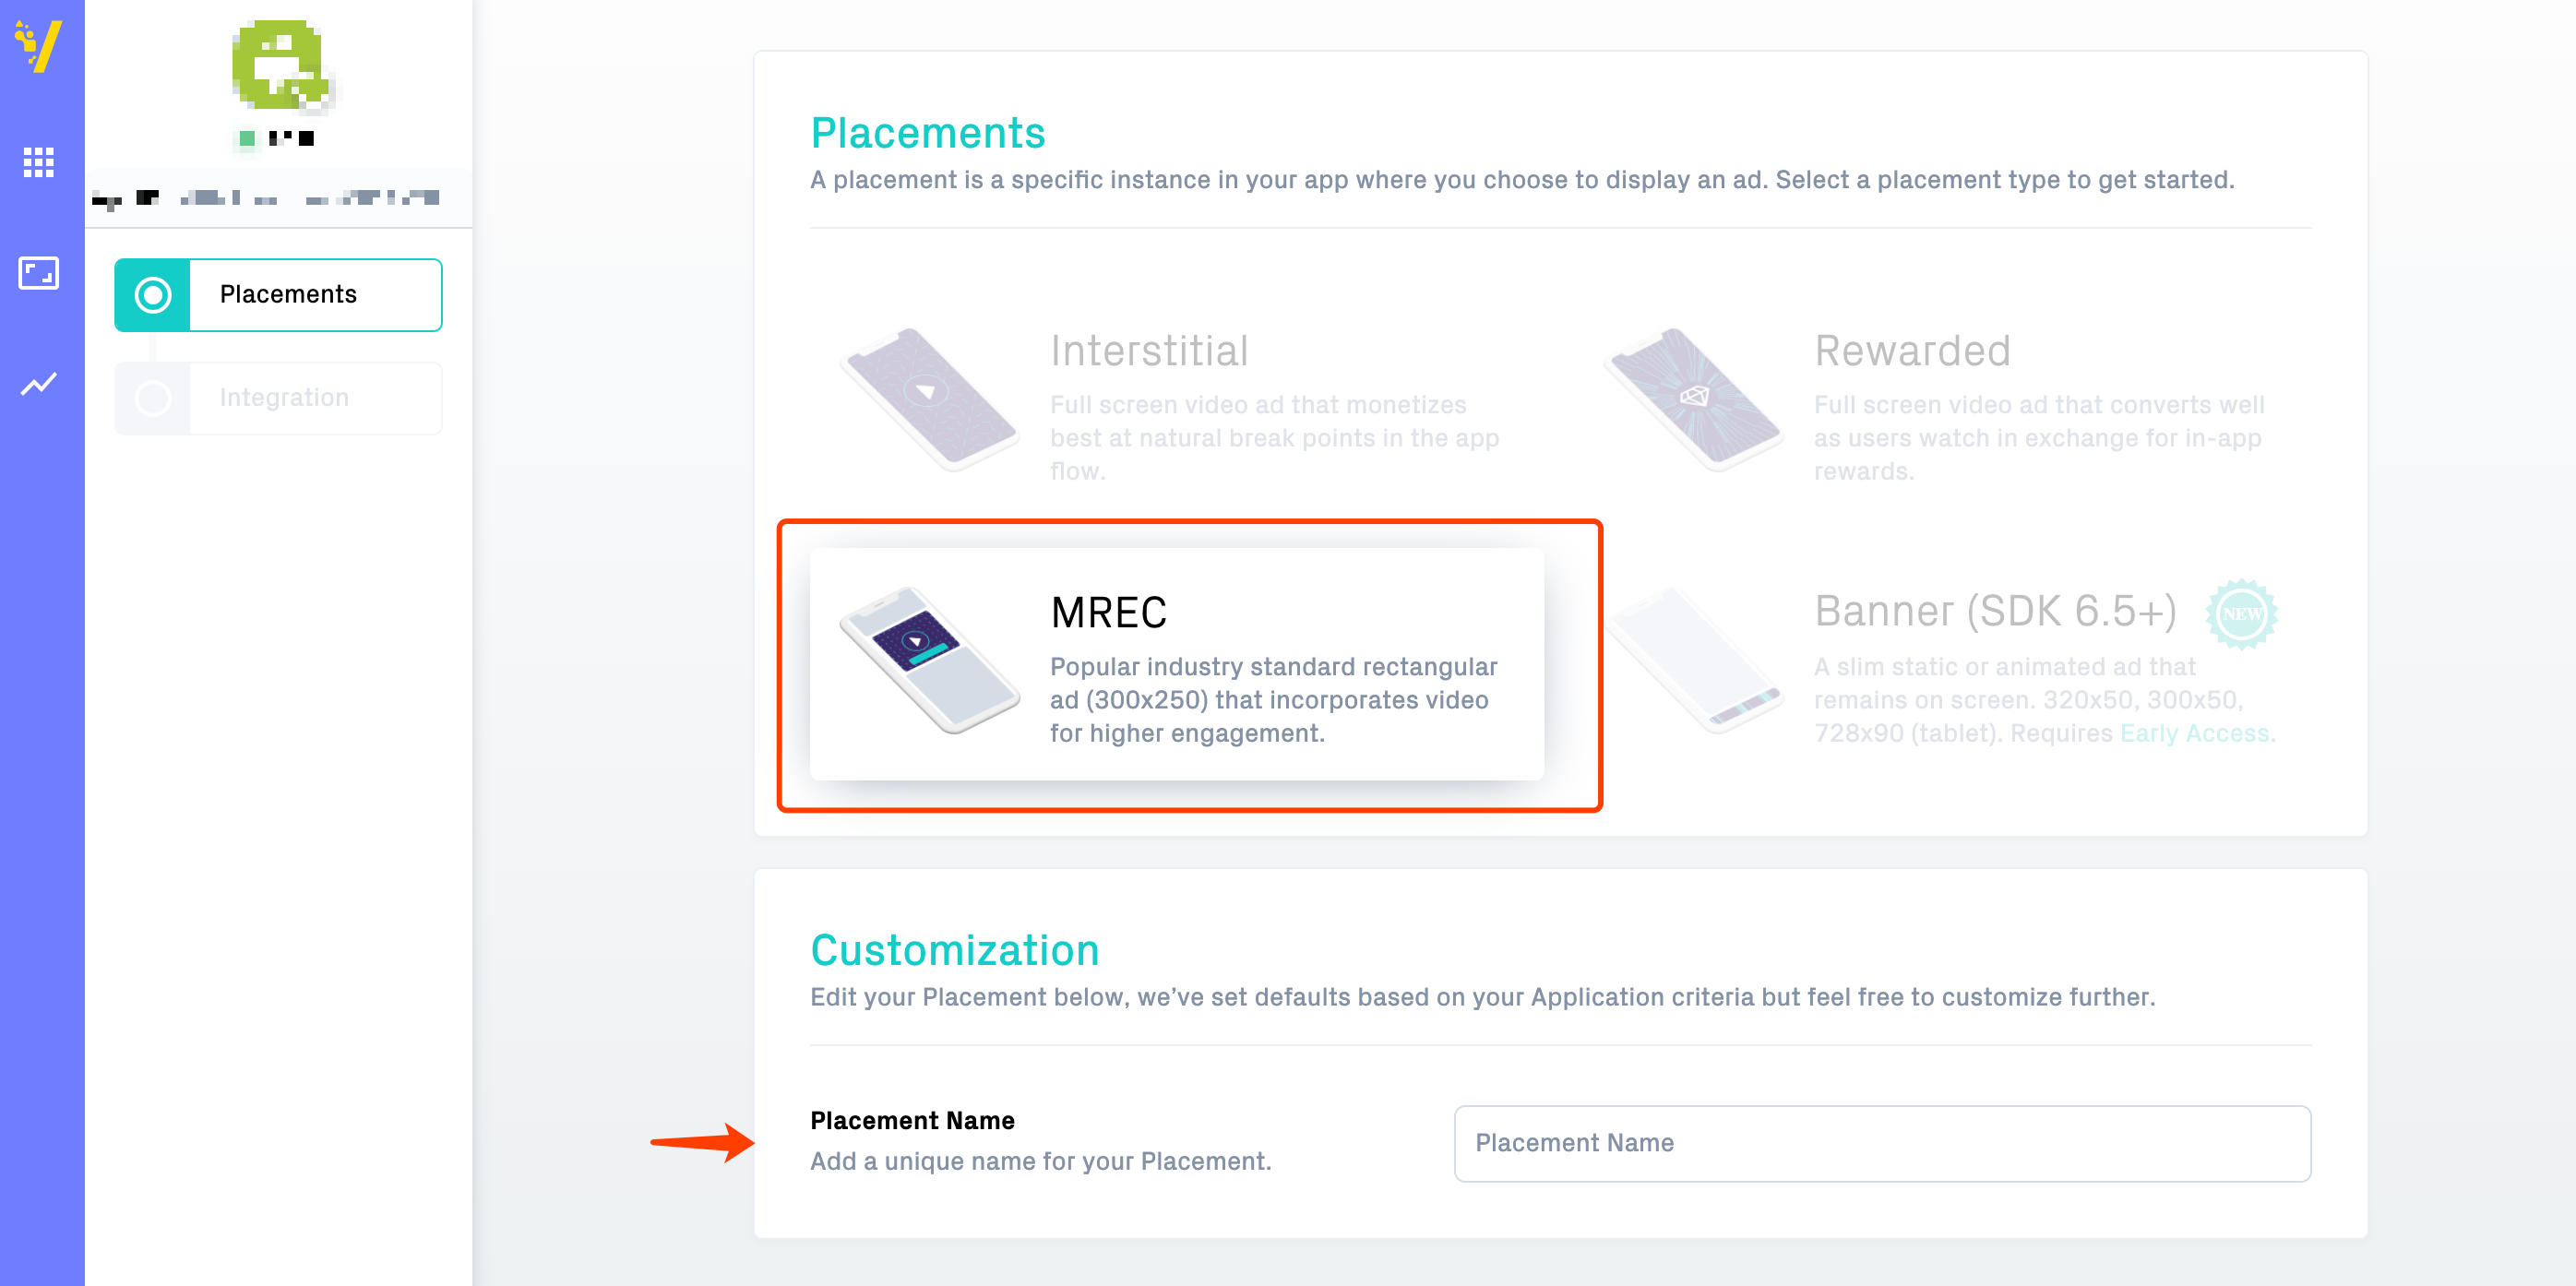 Placements
Integration
Placements
A placement is a specific instance in your app where you choose to display an ad. Select a placement type to get started.
Interstitial
Full screen video ad that monetizes
best at natural break points in the app
flow.
Rewarded
Full screen video ad that converts well
as users watch in exchange for in-app
rewards.
MREC
Popular industry standard rectangular
ad (300x250) that incorporates video
for higher engagement.
Banner (SDK 6.5+)
NEW
A slim static or animated ad that
remains on screen. 320x50, 300x50,
728x90 (tablet). Requires Early Access.
Customization
Edit your Placement below, we’ve set defaults based on your Application criteria but feel free to customize further.
Placement Name
Add a unique name for your Placement.
Placement Name